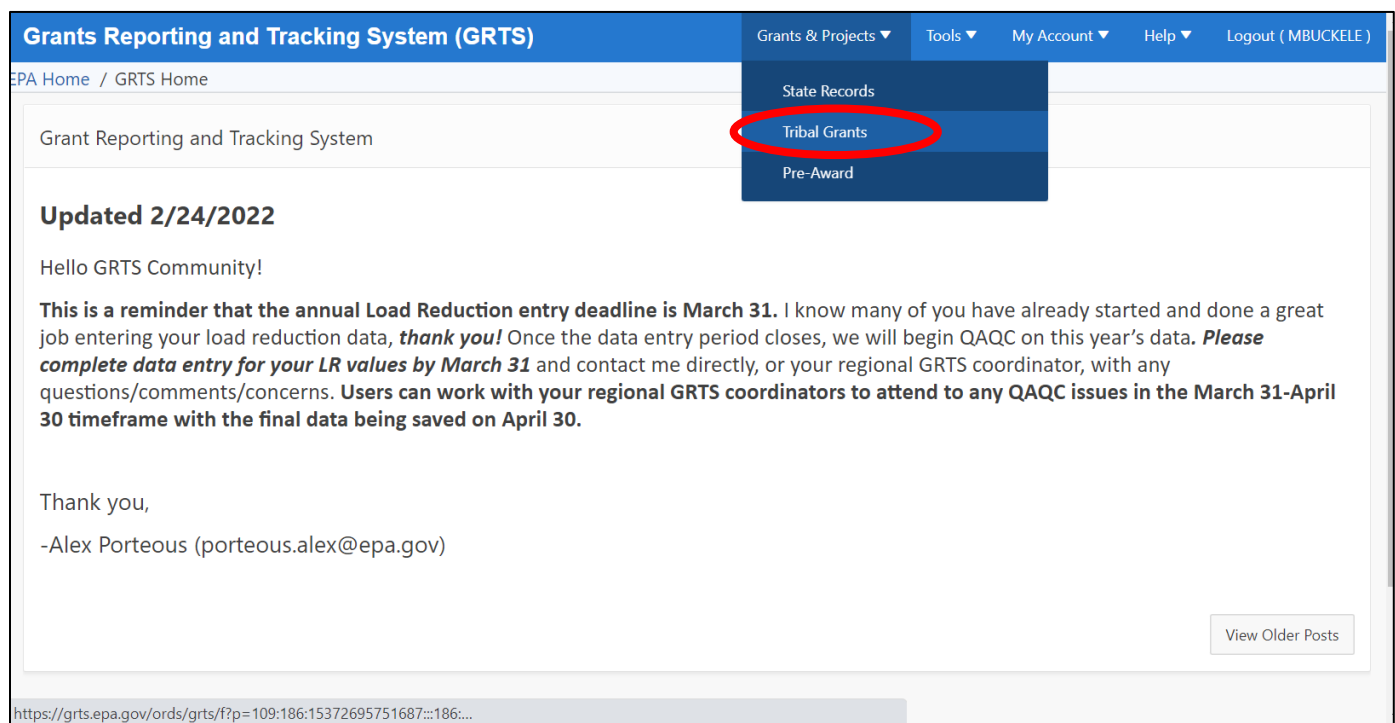 Grants Reporting and Tracking System (GRTS)
Grants & Projects ▼ Tools ▼ My Account ▼ Help ▼ Logout ( MBUCKELE )
EPA Home / GRTS Home
State Records
Tribal Grants
Pre-Award
Grant Reporting and Tracking System
Updated 2/24/2022
Hello GRTS Community!
This is a reminder that the annual Load Reduction entry deadline is March 31. I know many of you have already started and done a great
job entering your load reduction data, thank you! Once the data entry period closes, we will begin QAQC on this year’s data. Please
complete data entry for your LR values by March 31 and contact me directly, or your regional GRTS coordinator, with any
questions/comments/concerns. Users can work with your regional GRTS coordinators to attend to any QAQC issues in the March 31-April
30 timeframe with the final data being saved on April 30.
Thank you,
-Alex Porteous (porteous.alex@epa.gov)
View Older Posts
https://grts.epa.gov/ords/grts/f?p=109:186:15372695751687:::186:...